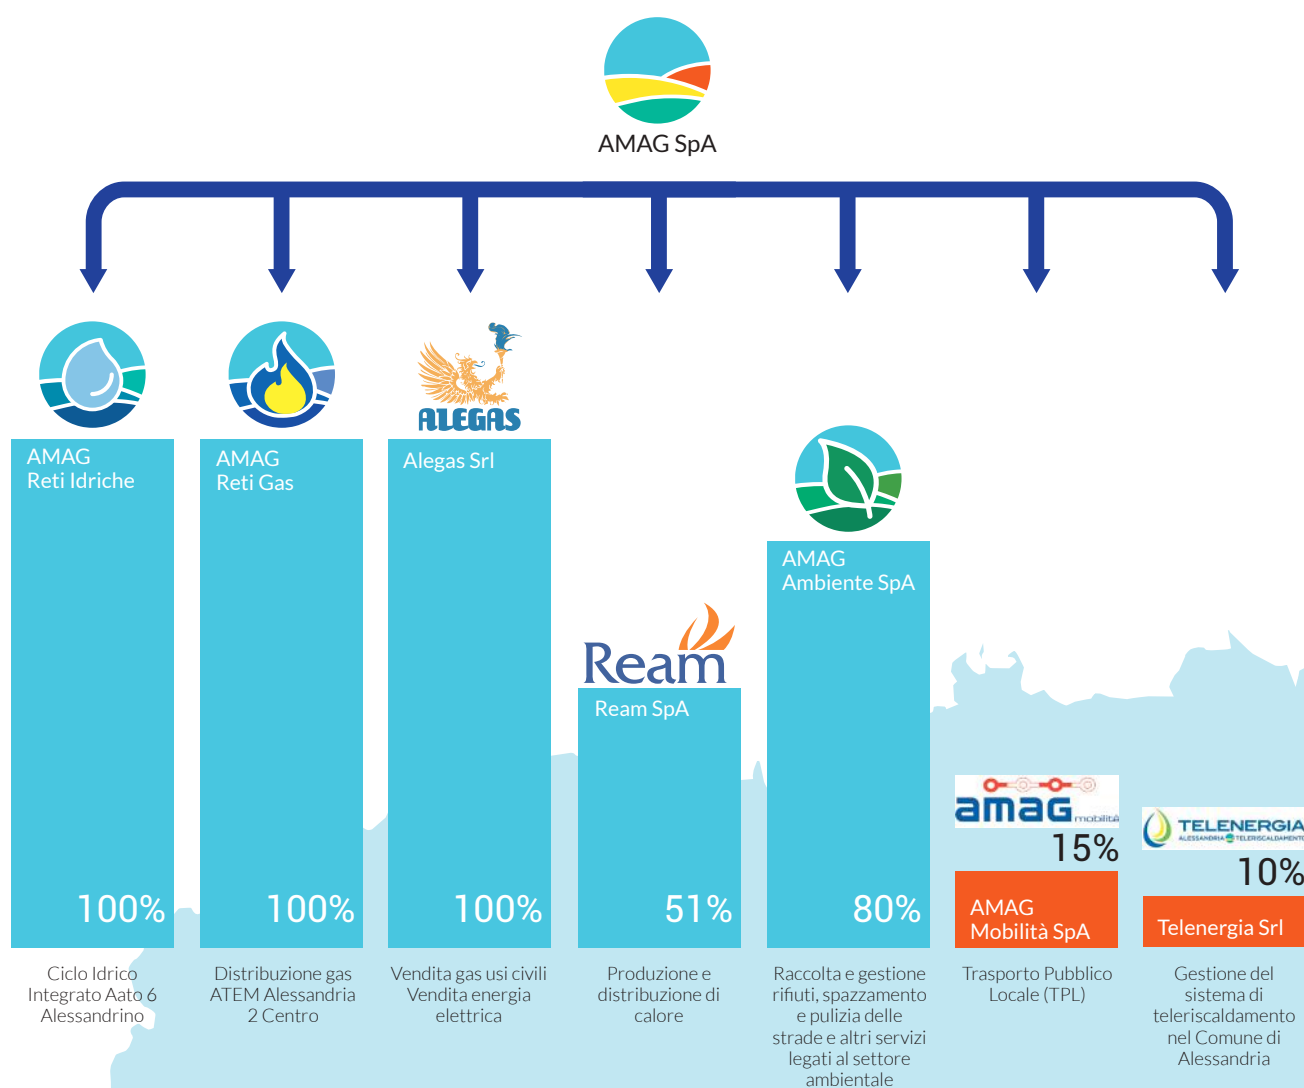 AMAG SpA
ALEGAS
AMAG
Reti Idriche
100%
Ciclo Idrico
Integrato Aato 6
Alessandrino
AMAG
Reti Gas
100%
Distribuzione gas
ATEM Alessandria
2 Centro
Alegas Srl
100%
Vendita gas usi civili
Vendita energia
elettrica
Ream
Ream SpA
51%
Produzione e
distribuzione di
calore
AMAG
Ambiente SpA
80%
Raccolta e gestione
rifiuti, spazzamento
e pulizia delle
strade e altri servizi
legati al settore
ambientale
amag
mobilità
15%
AMAG
Mobilità SpA
Trasporto Pubblico
Locale (TPL)
TELENERGIA
ALESSANDRIA TELERISCALDAMENTO
10%
Telenergia Srl
Gestione del
sistema di
teleriscaldamento
nel Comune di
Alessandria